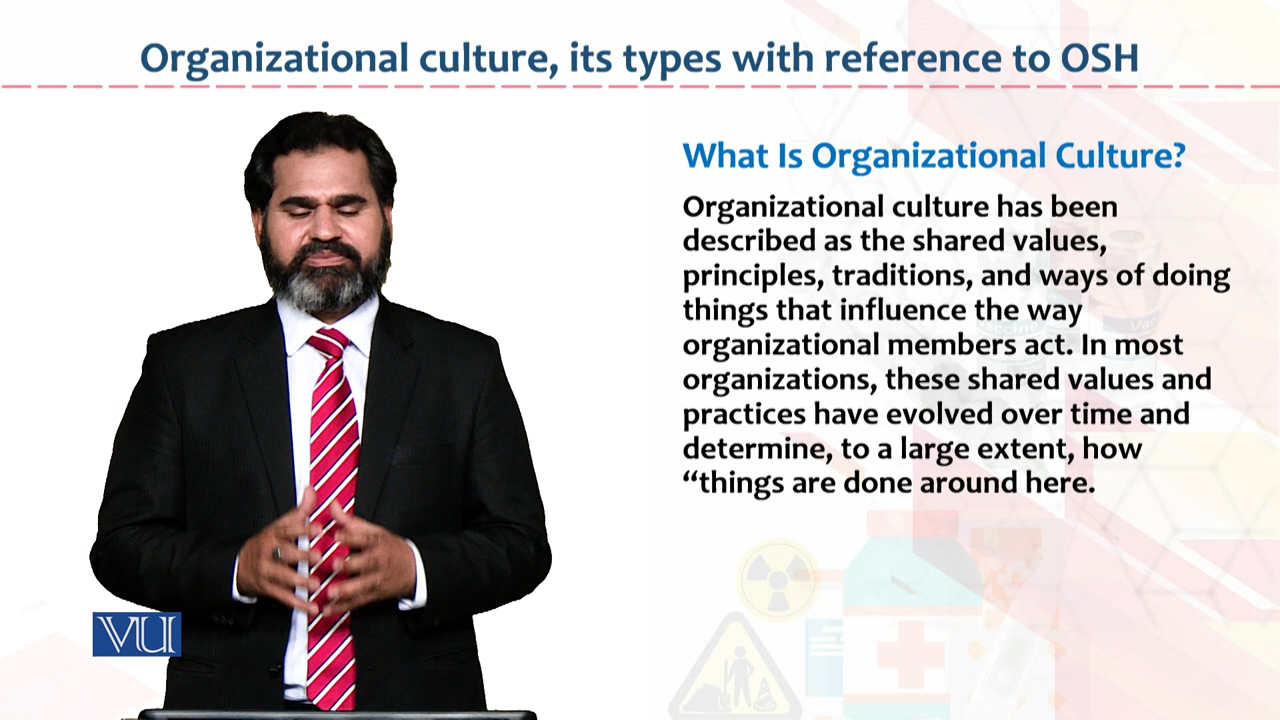 Organizational culture, its types with reference to OSH
What Is Organizational Culture?
Organizational culture has been
described as the shared values,
principles, traditions, and ways of doing
things that influence the way
organizational members act. In most
organizations, these shared values and
practices have evolved over time and
determine, to a large extent, how
“things are done around here.
VU